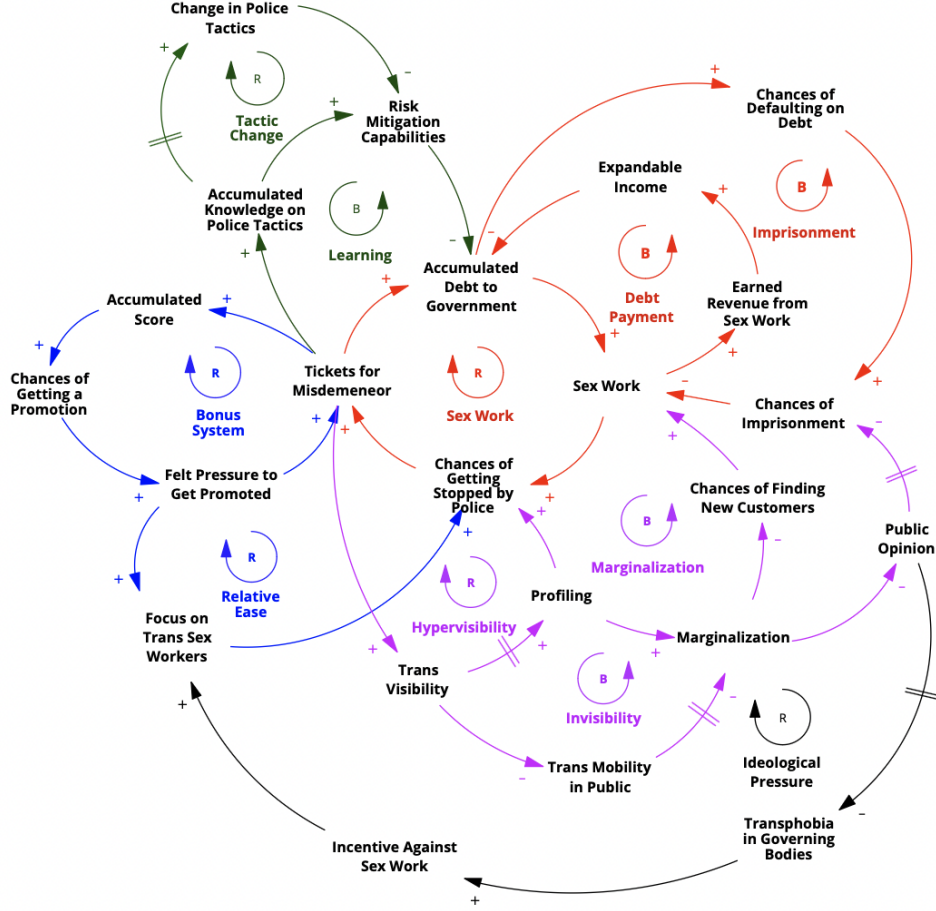 Change in Police
Tactics
+
R
Tactic
Change
–
+
Risk
Mitigation
Capabilities
+
Chances of
Defaulting on
Debt
Accumulated
Knowledge on
Police Tactics
+
B
Learning
–
–
Expandable
Income
+
B
Imprisonment
Accumulated
Debt to
Government
+
B
Debt
Payment
+
Earned
Revenue from
Sex Work
+
Accumulated
Score
+
+
R
Bonus
System
Chances of
Getting a
Promotion
+
Tickets for
Misdemeneor
+
+
R
Sex Work
Sex Work
–
+
+
Chances of
Imprisonment
–
Felt Pressure to
Get Promoted
+
R
Relative
Ease
Chances of
Getting
Stopped by
Police
+
+
+
B
Marginalization
Chances of Finding
New Customers
–
Public
Opinion
–
Focus on
Trans Sex
Workers
+
R
Hypervisibility
Profiling
+
+
Marginalization
+
Trans
Visibility
B
Invisibility
–
–
Trans Mobility
in Public
R
Ideological
Pressure
–
Transphobia
in Governing
Bodies
Incentive Against
Sex Work
+